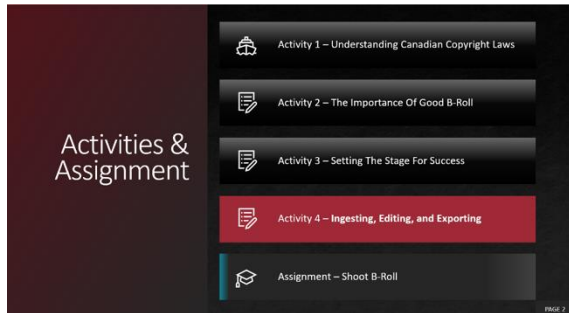 Activities &
Assignment
Activity 1 – Understanding Canadian Copyright Laws
Activity 2 – The Importance Of Good B-Roll
Activity 3 – Setting The Stage For Success
Activity 4 – Ingesting, Editing, and Exporting
Assignment – Shoot B-Roll
PAGE 2